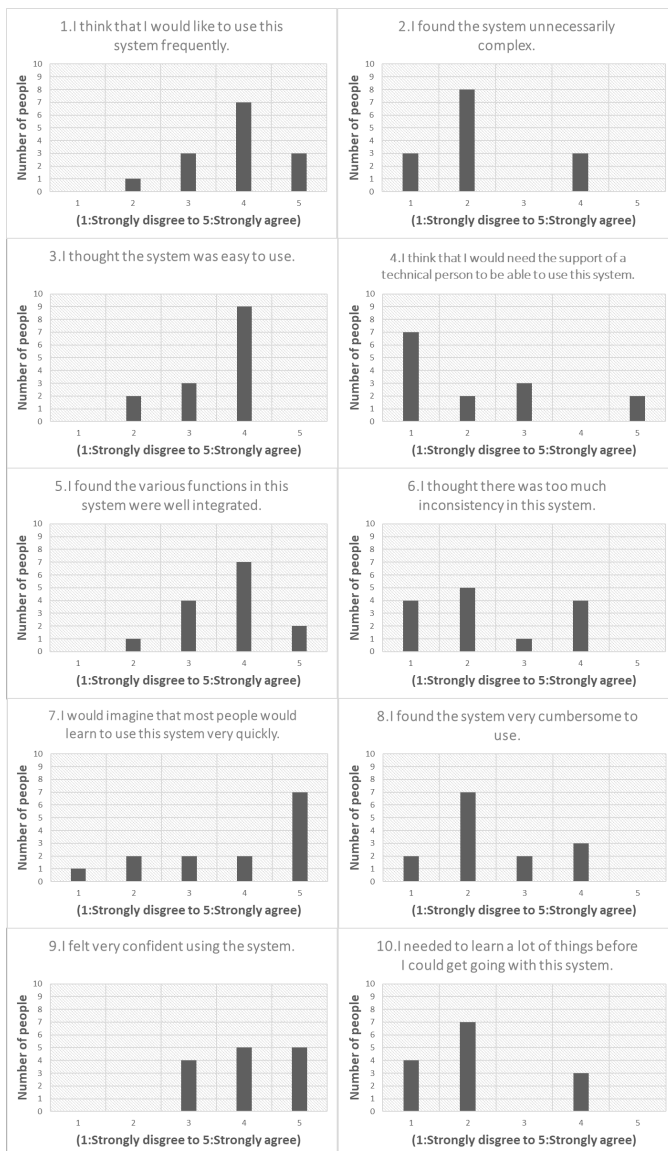 1.I think that I would like to use this
system frequently.
Number of people
10
9
8
7
6
5
4
3
2
1
0
1 2 3 4 5
(1:Strongly disgree to 5:Strongly agree)
2.I found the system unnecessarily
complex.
Number of people
10
9
8
7
6
5
4
3
2
1
0
1 2 3 4 5
(1:Strongly disgree to 5:Strongly agree)
3.I thought the system was easy to use.
Number of people
10
9
8
7
6
5
4
3
2
1
0
1 2 3 4 5
(1:Strongly disgree to 5:Strongly agree)
4.I think that I would need the support of a
technical person to be able to use this system.
Number of people
10
9
8
7
6
5
4
3
2
1
0
1 2 3 4 5
(1:Strongly disgree to 5:Strongly agree)
5.I found the various functions in this
system were well integrated.
Number of people
10
9
8
7
6
5
4
3
2
1
0
1 2 3 4 5
(1:Strongly disgree to 5:Strongly agree)
6.I thought there was too much
inconsistency in this system.
Number of people
10
9
8
7
6
5
4
3
2
1
0
1 2 3 4 5
(1:Strongly disgree to 5:Strongly agree)
7.I would imagine that most people would
learn to use this system very quickly.
Number of people
10
9
8
7
6
5
4
3
2
1
0
1 2 3 4 5
(1:Strongly disgree to 5:Strongly agree)
8.I found the system very cumbersome to
use.
Number of people
10
9
8
7
6
5
4
3
2
1
0
1 2 3 4 5
(1:Strongly disgree to 5:Strongly agree)
9.I felt very confident using the system.
Number of people
10
9
8
7
6
5
4
3
2
1
0
1 2 3 4 5
(1:Strongly disgree to 5:Strongly agree)
10.I needed to learn a lot of things before
I could get going with this system.
Number of people
10
9
8
7
6
5
4
3
2
1
0
1 2 3 4 5
(1:Strongly disgree to 5:Strongly agree)